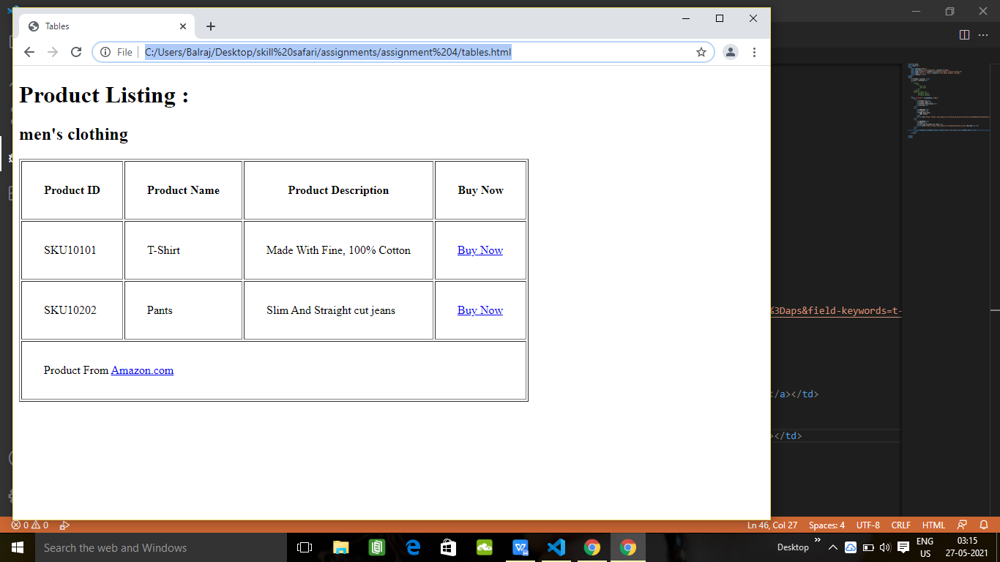 Tables
File
C:/Users/Balraj/Desktop/skill%20safari/assignments/assignment%204/tables.html
Product Listing :
men's clothing
Product ID Product Name Product Description Buy Now
SKU10101 T-Shirt Made With Fine, 100% Cotton Buy Now
SKU10202 Pants Slim And Straight cut jeans Buy Now
Product From Amazon.com
%3Daps&field-keywords=t-
</a></td>
></td>
0 0 Ln 46, Col 27 Spaces: 4 UTF-8 CRLF HTML
Search the web and Windows
Desktop
ENG
US
03:15
27-05-2021